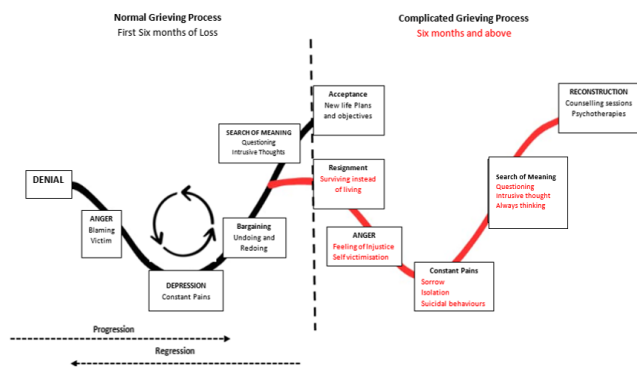 Normal Grieving Process
First Six months of Loss
Complicated Grieving Process
Six months and above
DENIAL
ANGER
Blaming
Victim
DEPRESSION
Constant Pains
Bargaining
Undoing and
Redoing
SEARCH OF MEANING
Questioning
Intrusive Thoughts
Acceptance
New life Plans
and objectives
Resignment
Surviving instead
of living
ANGER
Feeling of Injustice
Self victimisation
Constant Pains
Sorrow
Isolation
Suicidal behaviours
Search of Meaning
Questioning
Intrusive thought
Always thinking
RECONSTRUCTION
Counselling sessions
Psychotherapies
Progression
Regression